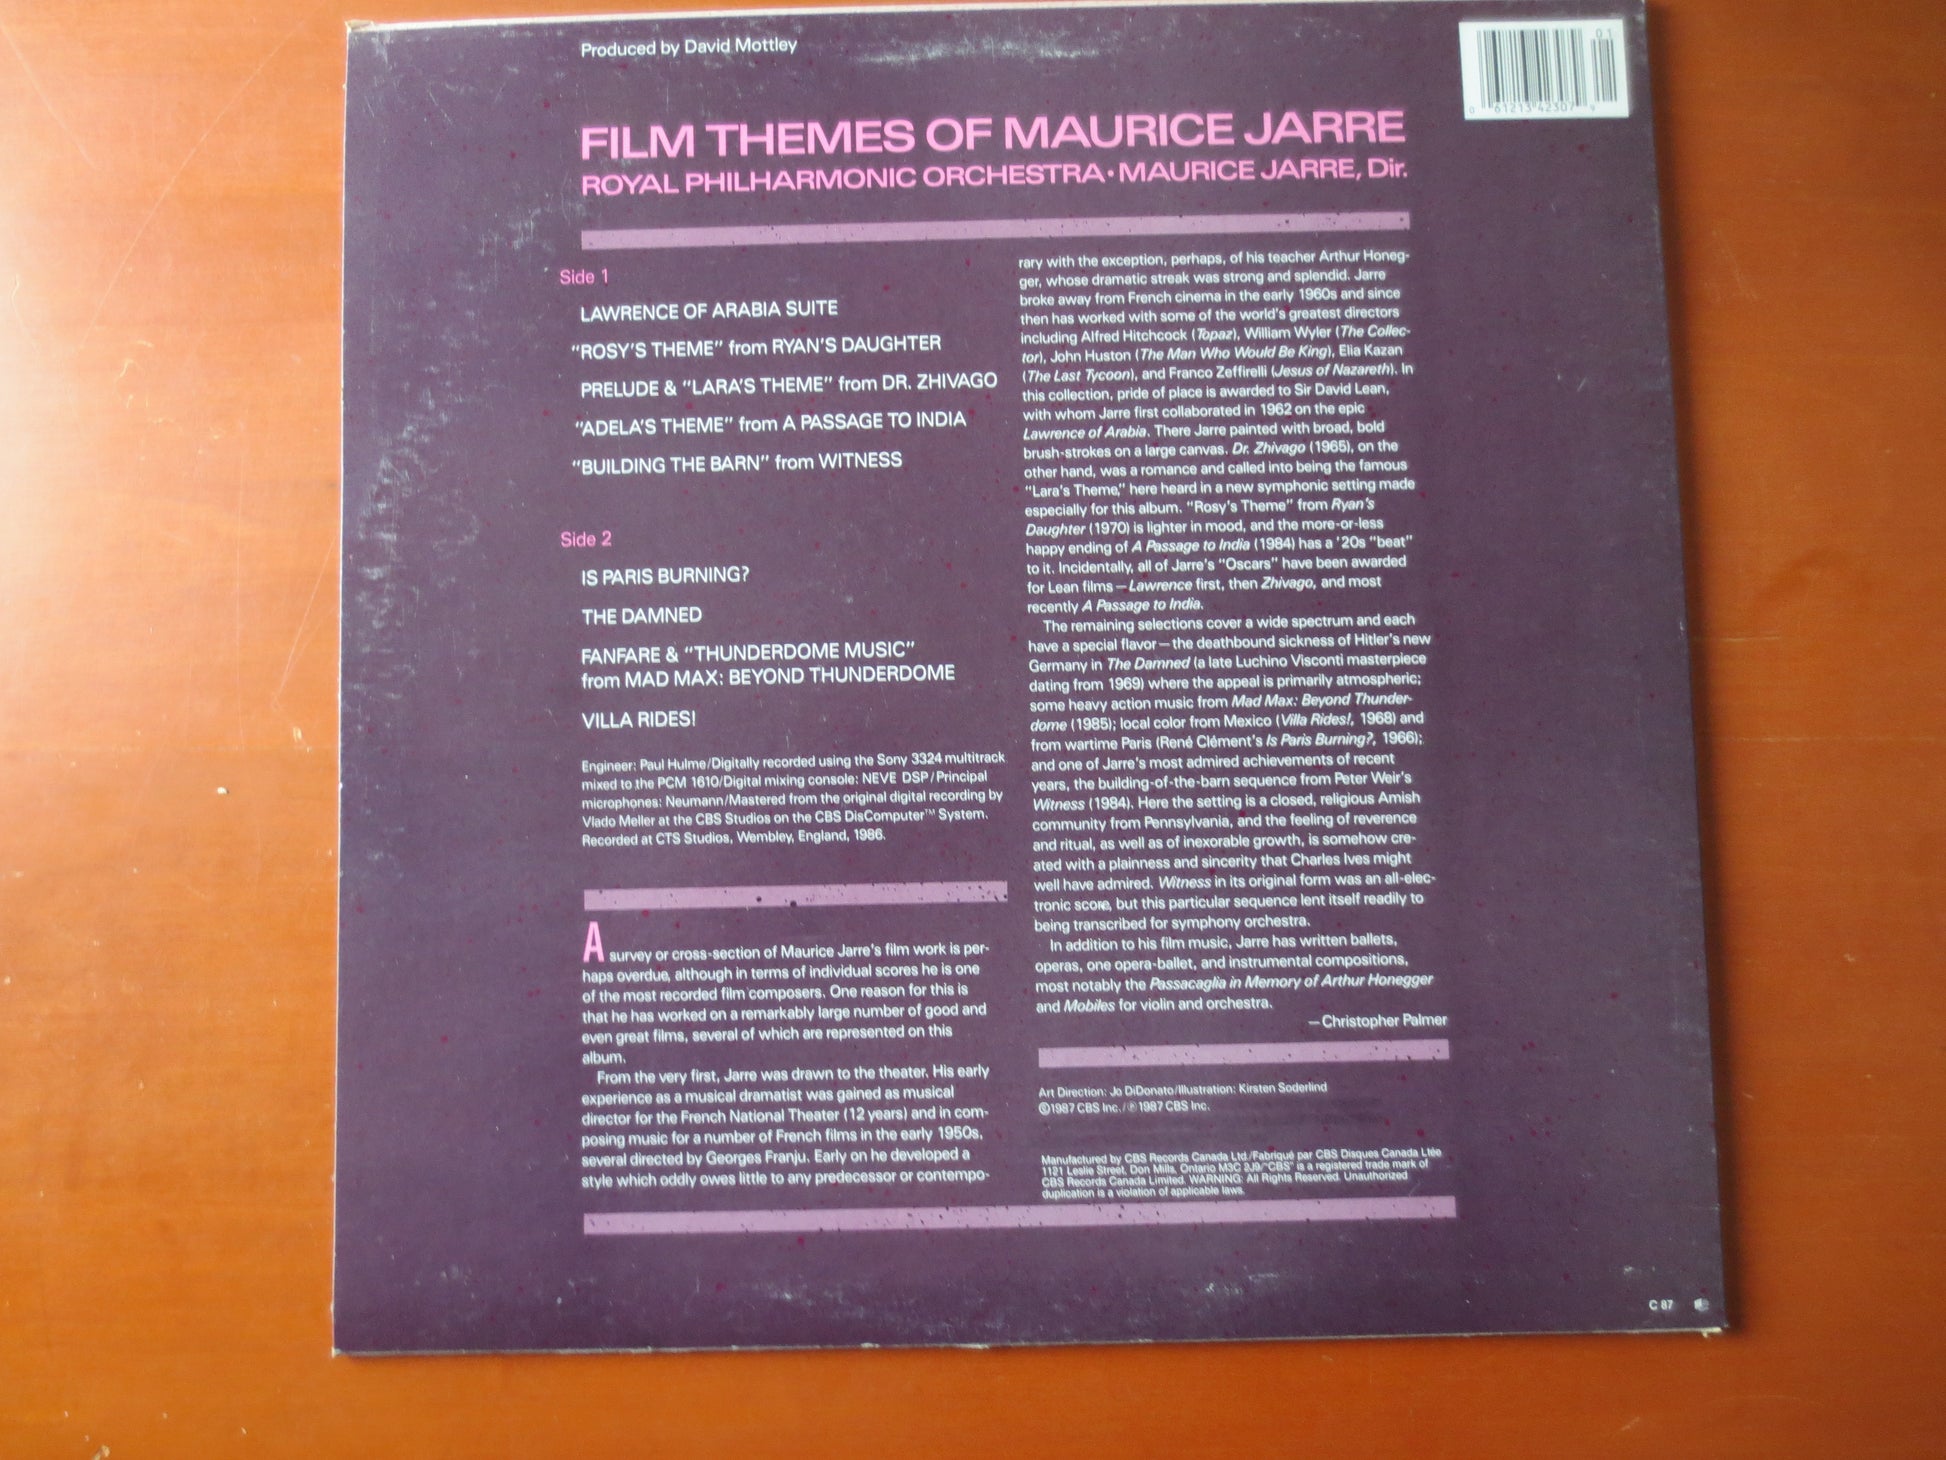 Produced by David Mottley
01
0 61213 42307 9
FILM THEMES OF MAURICE JARRE
ROYAL PHILHARMONIC ORCHESTRA • MAURICE JARRE, Dir.
Side 1
LAWRENCE OF ARABIA SUITE
"ROSY'S THEME" from RYAN'S DAUGHTER
PRELUDE & "LARA'S THEME" from DR. ZHIVAGO
"ADELA'S THEME" from A PASSAGE TO INDIA
"BUILDING THE BARN" from WITNESS
Side 2
IS PARIS BURNING?
THE DAMNED
FANFARE & "THUNDERDOME MUSIC"
from MAD MAX: BEYOND THUNDERDOME
VILLA RIDES!
Engineer: Paul Hulme/Digitally recorded using the Sony 3324 multitrack
mixed to the PCM 1610/Digital mixing console: NEVE DSP/Principal
microphones: Neumann/Mastered from the original digital recording by
Vlado Meller at the CBS Studios on the CBS DisComputer™ System.
Recorded at CTS Studios, Wembley, England, 1986.
A survey or cross-section of Maurice Jarre's film work is per-
haps overdue, although in terms of individual scores he is one
of the most recorded film composers. One reason for this is
that he has worked on a remarkably large number of good and
even great films, several of which are represented on this
album.
From the very first, Jarre was drawn to the theater. His early
experience as a musical dramatist was gained as musical
director for the French National Theater (12 years) and in com-
posing music for a number of French films in the early 1950s,
several directed by Georges Franju. Early on he developed a
style which oddly owes little to any predecessor or contempo-
rary with the exception, perhaps, of his teacher Arthur Honeg-
ger, whose dramatic streak was strong and splendid. Jarre
broke away from French cinema in the early 1960s and since
then has worked with some of the world's greatest directors
including Alfred Hitchcock (Topaz), William Wyler (The Collec-
tor), John Huston (The Man Who Would Be King), Elia Kazan
(The Last Tycoon), and Franco Zeffirelli (Jesus of Nazareth). In
this collection, pride of place is awarded to Sir David Lean,
with whom Jarre first collaborated in 1962 on the epic
Lawrence of Arabia. There Jarre painted with broad, bold
brush-strokes on a large canvas. Dr. Zhivago (1965), on the
other hand, was a romance and called into being the famous
"Lara's Theme," here heard in a new symphonic setting made
especially for this album. "Rosy's Theme" from Ryan's
Daughter (1970) is lighter in mood, and the more-or-less
happy ending of A Passage to India (1984) has a '20s "beat"
to it. Incidentally, all of Jarre's "Oscars" have been awarded
for Lean films—Lawrence first, then Zhivago, and most
recently A Passage to India.
The remaining selections cover a wide spectrum and each
have a special flavor—the deathbound sickness of Hitler's new
Germany in The Damned (a late Luchino Visconti masterpiece
dating from 1969) where the appeal is primarily atmospheric;
some heavy action music from Mad Max: Beyond Thunder-
dome (1985); local color from Mexico (Villa Rides!, 1968) and
from wartime Paris (René Clément's Is Paris Burning?, 1966);
and one of Jarre's most admired achievements of recent
years, the building-of-the-barn sequence from Peter Weir's
Witness (1984). Here the setting is a closed, religious Amish
community from Pennsylvania, and the feeling of reverence
and ritual, as well as of inexorable growth, is somehow cre-
ated with a plainness and sincerity that Charles Ives might
well have admired. Witness in its original form was an all-elec-
tronic score, but this particular sequence lent itself readily to
being transcribed for symphony orchestra.
In addition to his film music, Jarre has written ballets,
operas, one opera-ballet, and instrumental compositions,
most notably the Passacaglia in Memory of Arthur Honegger
and Mobiles for violin and orchestra.
—Christopher Palmer
Art Direction: Jo DiDonato/Illustration: Kirsten Soderlind
©1987 CBS Inc./℗1987 CBS Inc.
Manufactured by CBS Records Canada Ltd./Fabriqué par CBS Disques Canada Ltée
1121 Leslie Street, Don Mills, Ontario M3C 2J9/"CBS" is a registered trade mark of
CBS Records Canada Limited. WARNING: All Rights Reserved. Unauthorized
duplication is a violation of applicable laws.
C 87